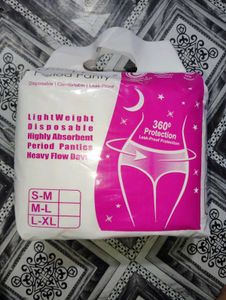 Period Panty
Disposable | Comfortable | Leak-Proof
LightWeight
Disposable
Highly Absorbent
Period Panties
Heavy Flow Days
360°
Protection
Leak-Proof Protection
S-M
M-L
L-XL